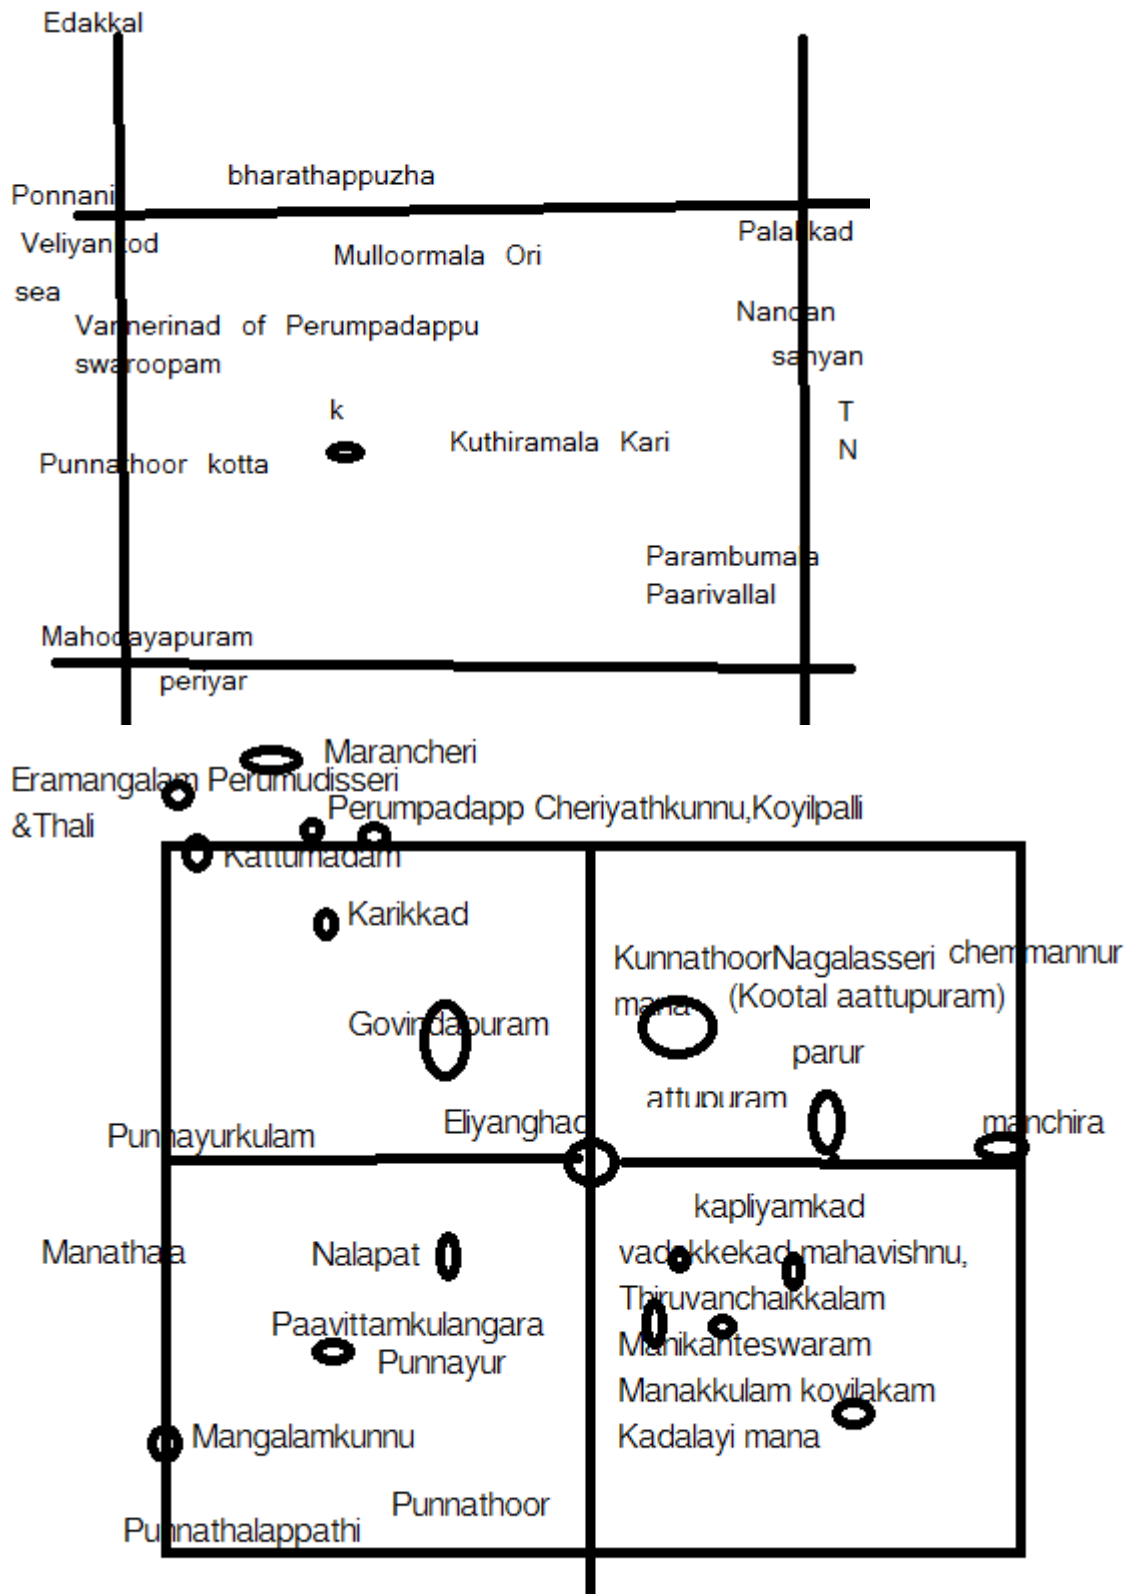 Edakkal
bharathappuzha
Ponnani
Veliyankod
Palakkad
Mulloormala Ori
sea
Nandan
Vannerinad of Perumpadappu
swaroopam
sahyan
k
T
N
Kuthiramala Kari
Punnathoor kotta
Parambumala
Paarivallal
Mahodayapuram
periyar
Marancheri
Eramangalam Perumudisseri
&Thali
Perumpadapp Cheriyathkunnu,Koyilpalli
Kattumadam
Karikkad
KunnathoorNagalasseri chemmannur
mana (Kootal aattupuram)
Govindapuram
parur
attupuram
Eliyanghad
manchira
Punnayurkulam
kapliyamkad
Manathala
Nalapat
vadakkekad mahavishnu,
Thiruvanchaikkalam
Paavittamkulangara
Manikanteswaram
Punnayur
Manakkulam kovilakam
Mangalamkunnu
Kadalayi mana
Punnathoor
Punnathalappathi